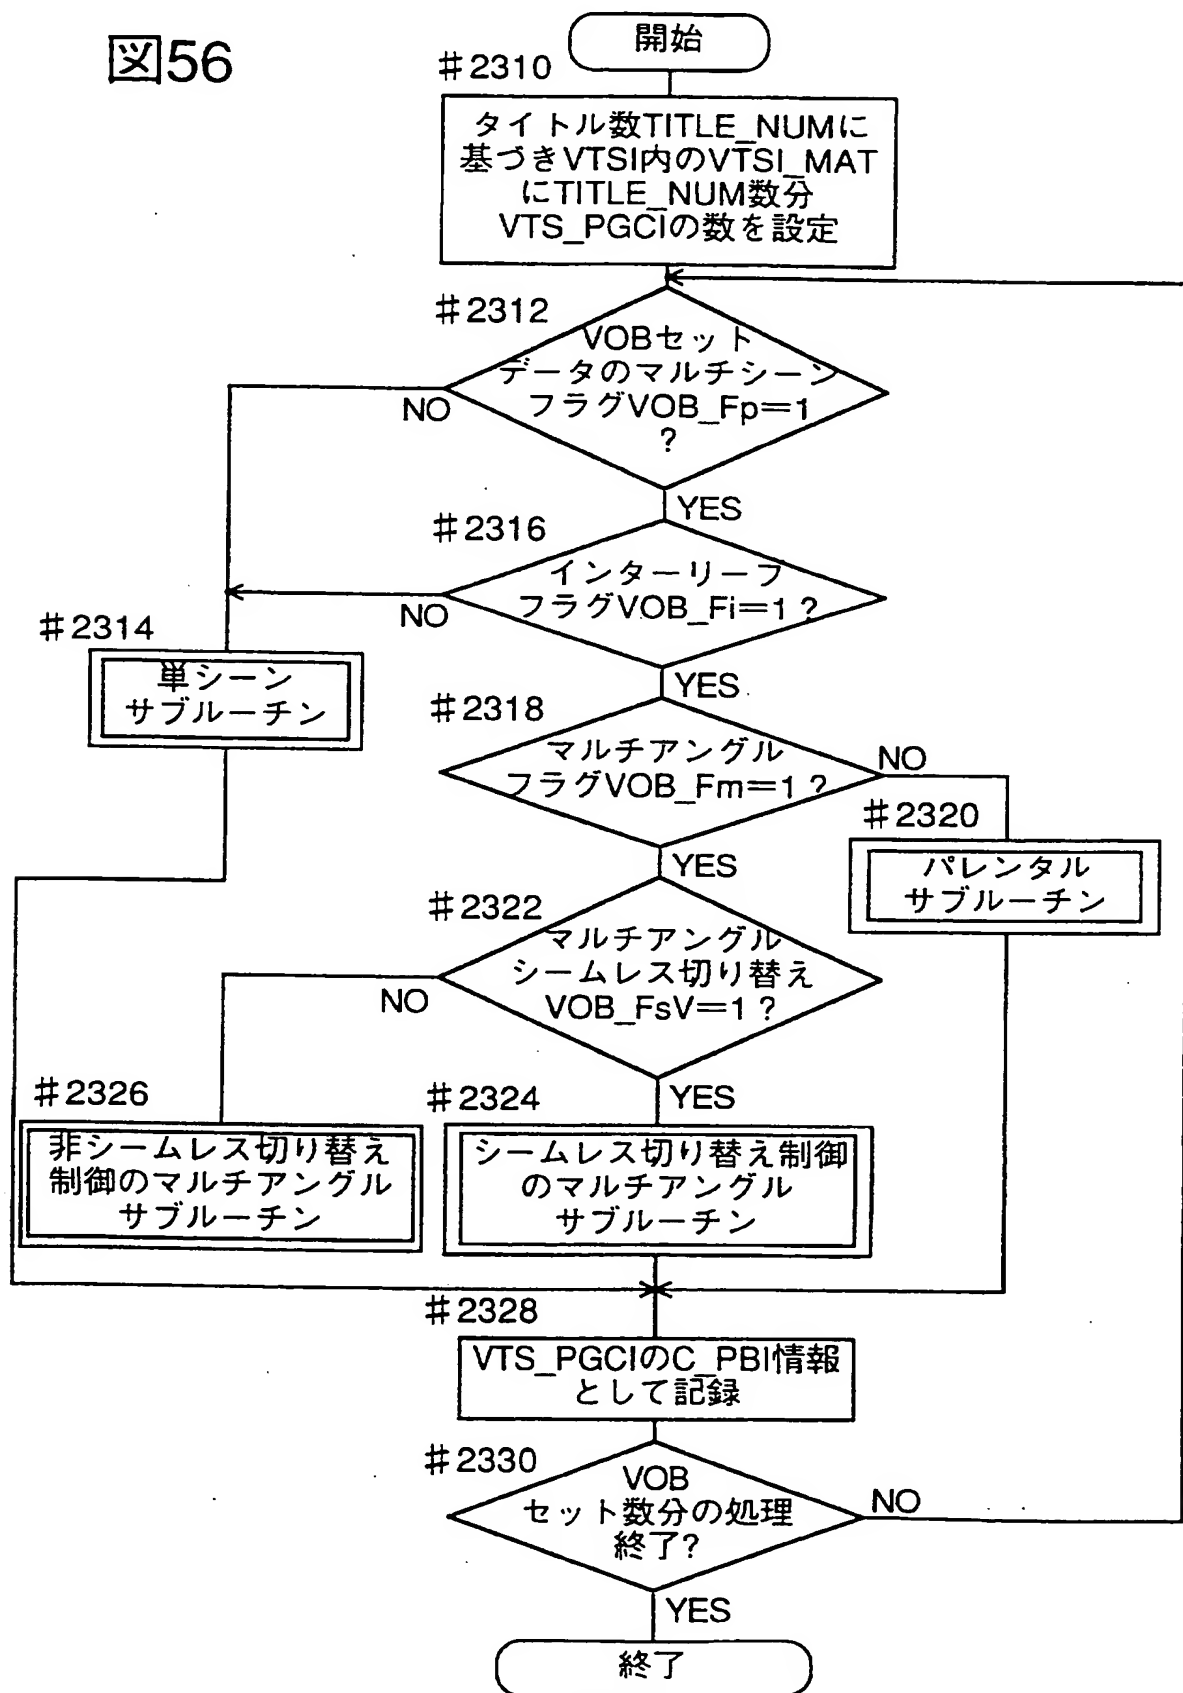 図56
開始
#2310
タイトル数TITLE_NUMに
基づきVTSI内のVTSI_MAT
にTITLE_NUM数分
VTS_PGCIの数を設定
#2312
VOBセット
データのマルチシーン
フラグVOB_Fp=1
?
NO
YES
#2316
インターリーフ
フラグVOB_Fi=1?
NO
YES
#2314
単シーン
サブルーチン
#2318
マルチアングル
フラグVOB_Fm=1?
NO
YES
#2320
パレンタル
サブルーチン
#2322
マルチアングル
シームレス切り替え
VOB_FsV=1?
NO
YES
#2326
非シームレス切り替え
制御のマルチアングル
サブルーチン
#2324
シームレス切り替え制御
のマルチアングル
サブルーチン
#2328
VTS_PGCIのC_PBI情報
として記録
#2330
VOB
セット数分の処理
終了?
NO
YES
終了